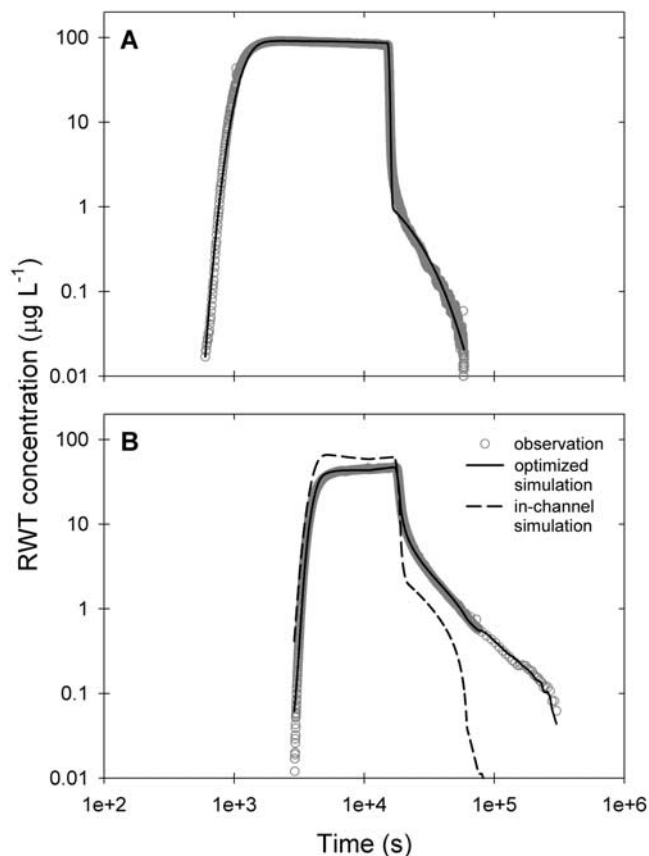 A
100
10
1
0.1
0.01
B
100
10
1
0.1
0.01
observation
optimized
simulation
in-channel
simulation
RWT concentration (μg L⁻¹)
1e+2 1e+3 1e+4 1e+5 1e+6
Time (s)